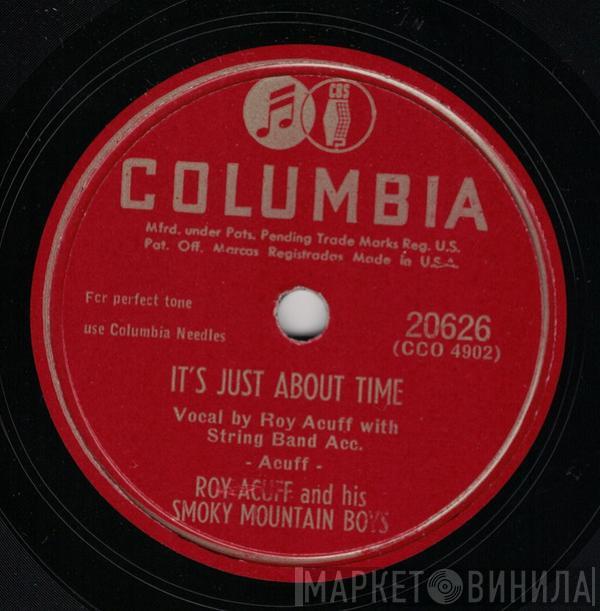 CBS
COLUMBIA
Mfrd. under Pats. Pending Trade Marks Reg. U.S.
Pat. Off. Marcas Registradas Made in U.S.A.
For perfect tone
use Columbia Needles
20626
(CCO 4902)
IT'S JUST ABOUT TIME
Vocal by Roy Acuff with
String Band Acc.
- Acuff -
ROY ACUFF and his
SMOKY MOUNTAIN BOYS
МАРКЕТ ВИНИЛА